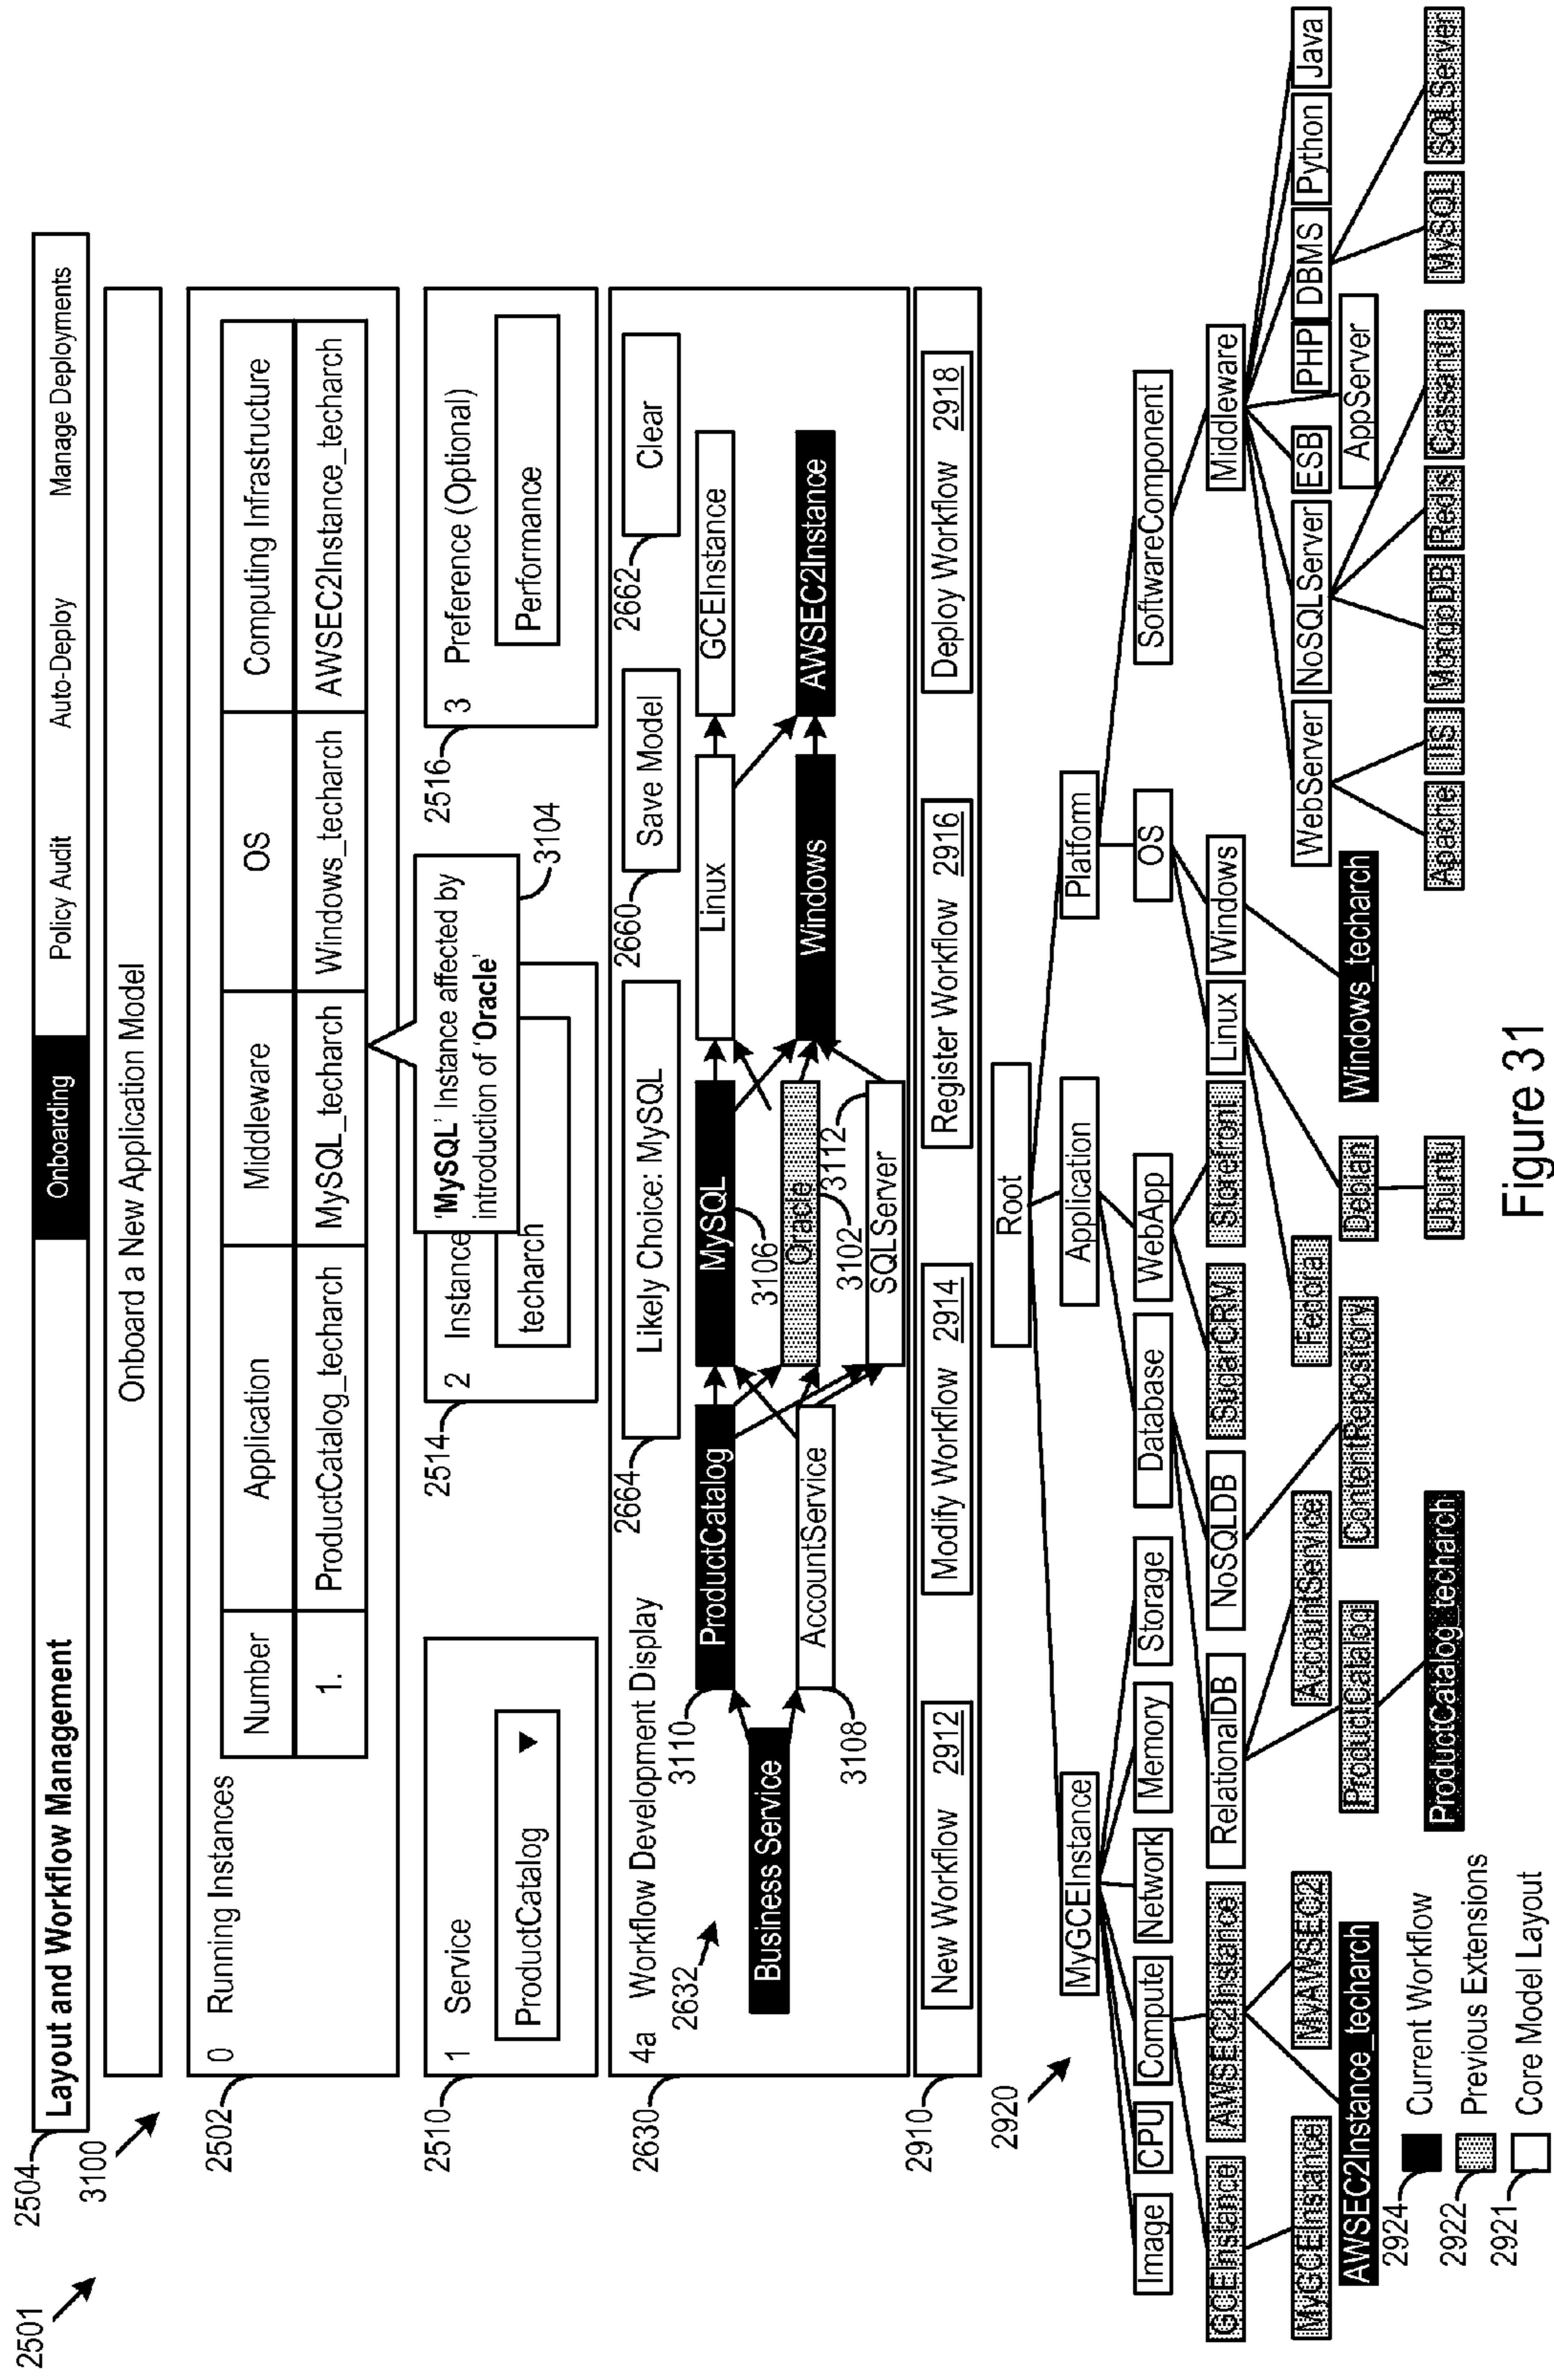 2501
2504
Layout and Workflow Management
Onboarding
Policy Audit
Auto-Deploy
Manage Deployments
3100
Onboard a New Application Model
2502
0 Running Instances
Number
Application
Middleware
OS
Computing Infrastructure
1.
ProductCatalog_techarch
MySQL_techarch
Windows_techarch
AWSEC2Instance_techarch
2510
1 Service
ProductCatalog ▼
2514
2 Instance
techarch
'MySQL' Instance affected by
introduction of 'Oracle'
3104
2516
3 Preference (Optional)
Performance
2630
4a Workflow Development Display
2664
Likely Choice: MySQL
2660
Save Model
2662
Clear
2632
Business Service
3110
ProductCatalog
3108
AccountService
MySQL
3106
Oracle
3102
3112
SQLServer
Linux
Windows
GCEInstance
AWSEC2Instance
2910
New Workflow 2912
Modify Workflow 2914
Register Workflow 2916
Deploy Workflow 2918
2920
Root
MyGCEInstance
Application
Platform
Image
CPU
Compute
Network
Memory
Storage
Database
WebApp
OS
SoftwareComponent
GCEInstance
AWSEC2Instance
RelationalDB
NoSQLDB
SugarCRM
Storefront
Linux
Windows
Middleware
MyGCEInstance
MyAWSEC2
AccountService
Fedora
WebServer
NoSQLServer
ESB
PHP
DBMS
Python
Java
AWSEC2Instance_techarch
ProductCatalog
ContentRepository
Debian
Windows_techarch
AppServer
ProductCatalog_techarch
Ubuntu
Apache
IIS
MongoDB
Redis
Cassandra
MySQL
SQLServer
2924
Current Workflow
2922
Previous Extensions
2921
Core Model Layout
Figure 31